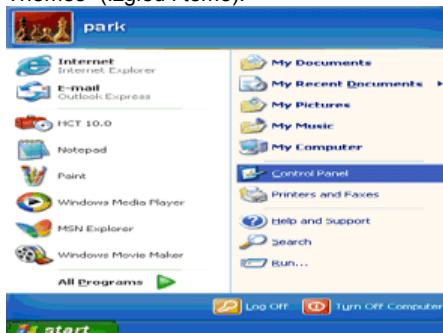 Themes" (Izgled i teme).
park
Internet
Internet Explorer
E-mail
Outlook Express
HCT 10.0
Notepad
Paint
Windows Media Player
MSN Explorer
Windows Movie Maker
All Programs
My Documents
My Recent Documents
My Pictures
My Music
My Computer
Control Panel
Printers and Faxes
Help and Support
Search
Run...
Log Off
Turn Off Computer
start